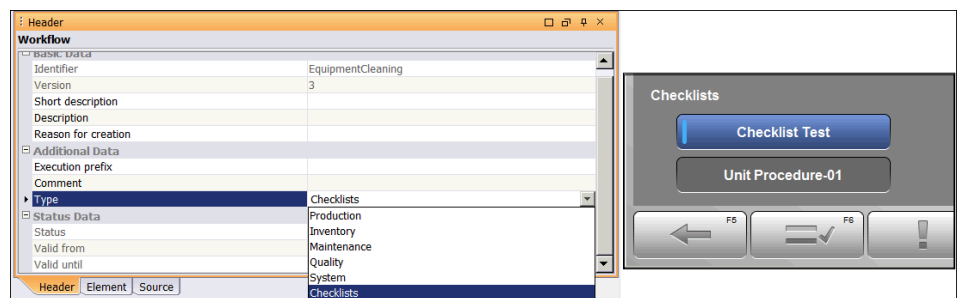 Header
Workflow
Basic Data
Identifier EquipmentCleaning
Version 3
Short description
Description
Reason for creation
Additional Data
Execution prefix
Comment
Type Checklists
Status Data Production
Status Inventory
Valid from Maintenance
Valid until Quality
System
Checklists
Header Element Source
Checklists
Checklist Test
Unit Procedure-01
F5 F6